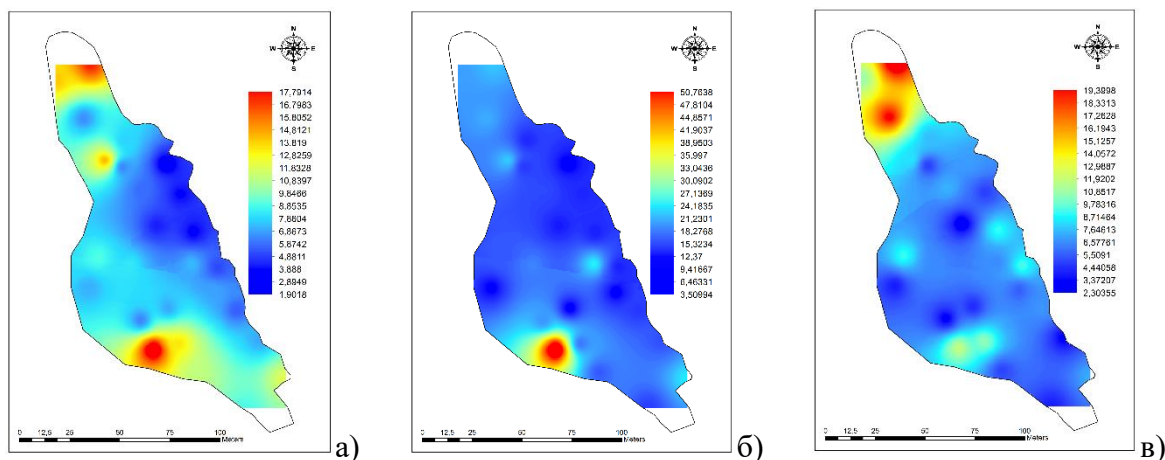 N
W E
S
17,7914
16,7983
15,8052
14,8121
13,819
12,8259
11,8328
10,8397
9,8466
8,8535
7,8604
6,8673
5,8742
4,8811
3,888
2,8949
1,9018
0 12,5 25 50 75 100
Meters
а)
N
W E
S
50,7638
47,8104
44,8571
41,9037
38,9503
35,997
33,0436
30,0902
27,1369
24,1835
21,2301
18,2768
15,3234
12,37
9,41667
6,46331
3,50994
0 12,5 25 50 75 100
Meters
б)
N
W E
S
19,3998
18,3313
17,2628
16,1943
15,1257
14,0572
12,9887
11,9202
10,8517
9,78316
8,71464
7,64613
6,57761
5,5091
4,44058
3,37207
2,30355
0 12,5 25 50 75 100
Meters
в)